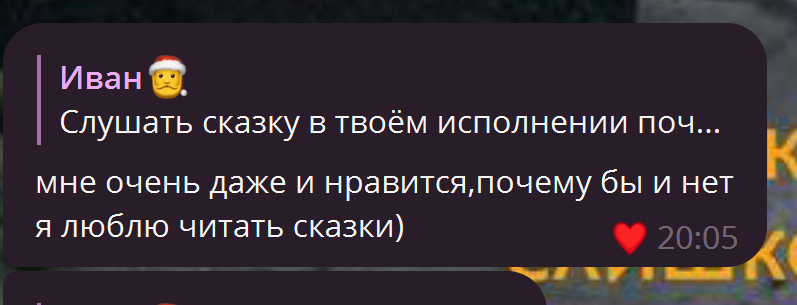 Иван🎅
Слушать сказку в твоём исполнении поч...
мне очень даже и нравится,почему бы и нет
я люблю читать сказки)
20:05